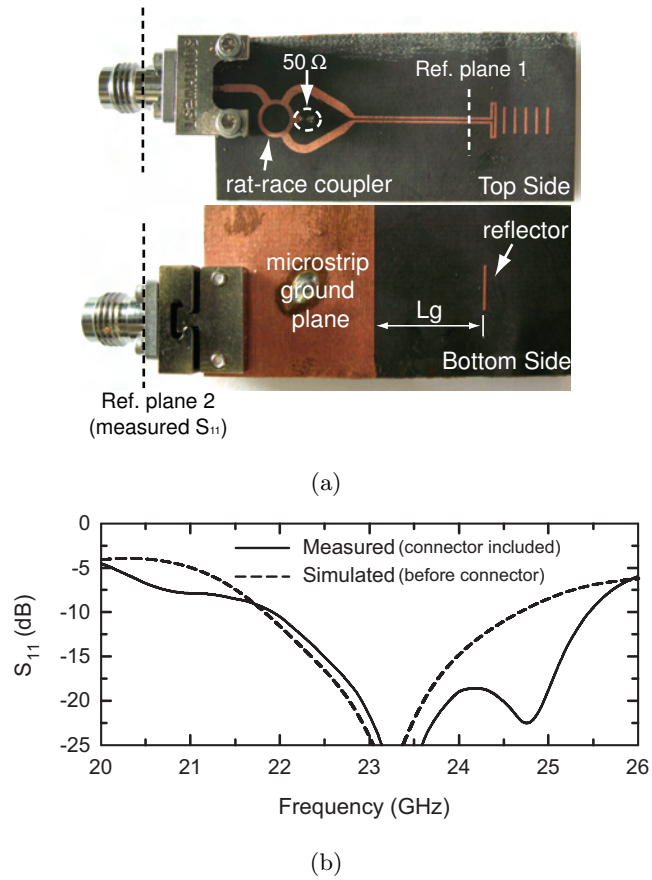 50 Ω
Ref. plane 1
rat-race coupler
Top Side
SOUTHWEST
microstrip
ground
plane
reflector
Lg
Bottom Side
Ref. plane 2
(measured S₁₁)
(a)
0
-5
-10
-15
-20
-25
S₁₁ (dB)
Measured (connector included)
Simulated (before connector)
20 21 22 23 24 25 26
Frequency (GHz)
(b)